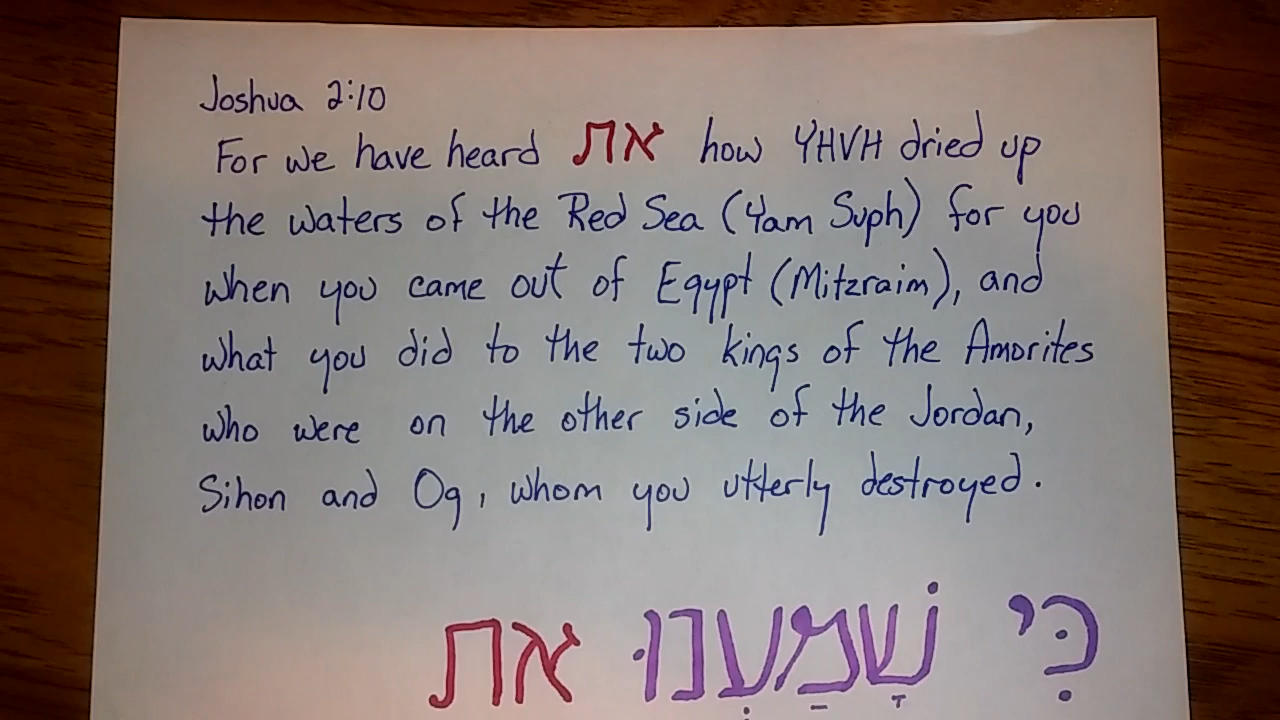 Joshua 2:10
For we have heard את how YHVH dried up
the waters of the Red Sea (Yam Suph) for you
when you came out of Egypt (Mitzraim), and
what you did to the two kings of the Amorites
who were on the other side of the Jordan,
Sihon and Og, whom you utterly destroyed.
כִּי שָׁמַעְנוּ את